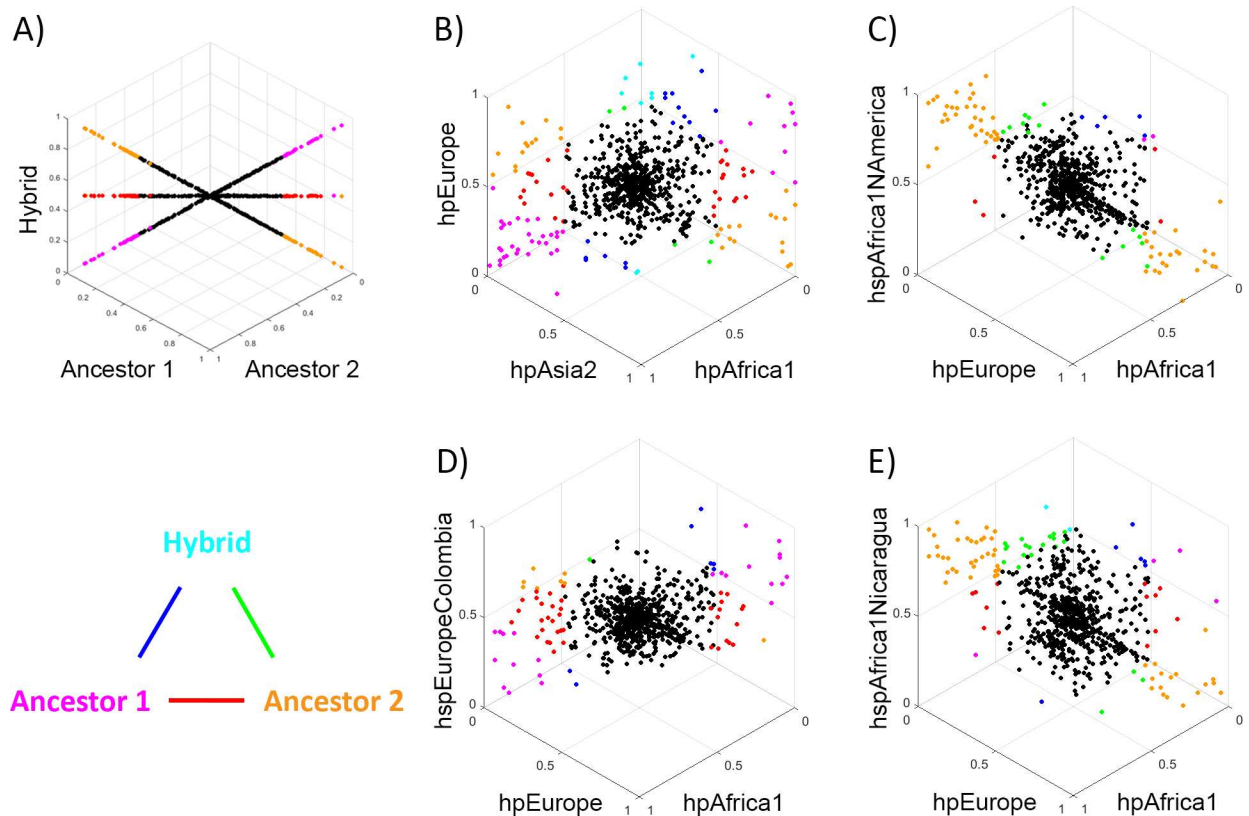 A)
Hybrid
1
0.8
0.6
0.4
0.2
0
0
0.2
0.4
0.6
0.8
1
1
0.8
0.6
0.4
0.2
0
Ancestor 1
Ancestor 2
B)
hpEurope
1
0.5
0
0
0.5
1
1
0.5
0
hpAsia2
hpAfrica1
C)
hspAfrica1NAmerica
1
0.5
0
0
0.5
1
1
0.5
0
hpEurope
hpAfrica1
Hybrid
Ancestor 1
Ancestor 2
D)
hspEuropeColombia
1
0.5
0
0
0.5
1
1
0.5
0
hpEurope
hpAfrica1
E)
hspAfrica1Nicaragua
1
0.5
0
0
0.5
1
1
0.5
0
hpEurope
hpAfrica1